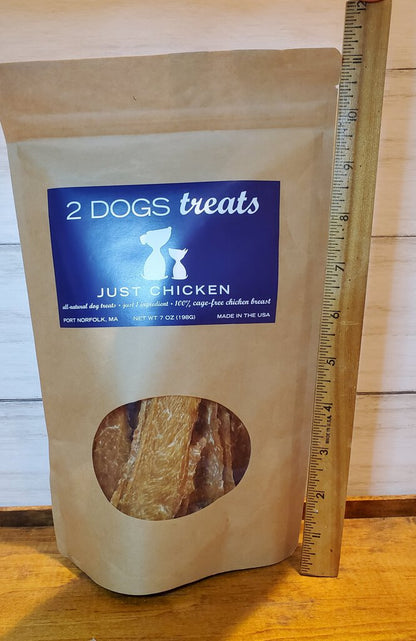 2 DOGS treats
JUST CHICKEN
all-natural dog treats • just 1 ingredient • 100% cage-free chicken breast
PORT NORFOLK, MA NET WT 7 OZ (198G) MADE IN THE USA
12
10
9
8
7
6
5
4
MADE IN U.S.A.
3
2
1